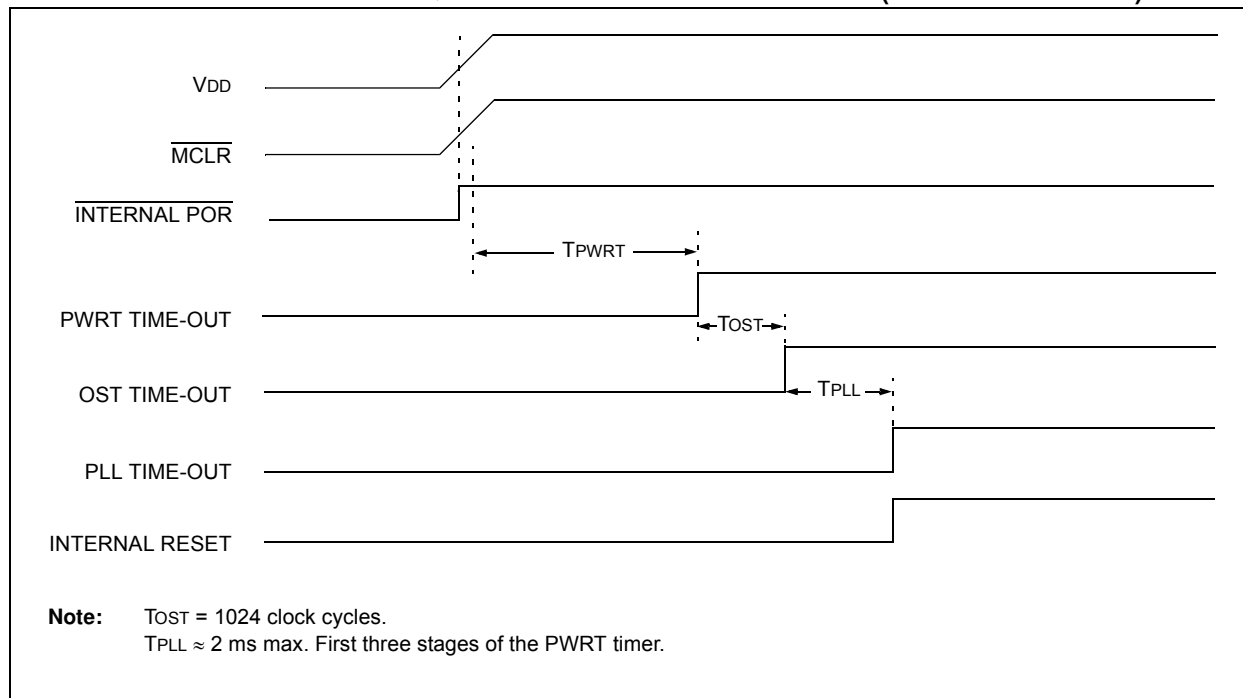 VDD
MCLR
INTERNAL POR
TPWRT
PWRT TIME-OUT
TOST
OST TIME-OUT
TPLL
PLL TIME-OUT
INTERNAL RESET
Note: TOST = 1024 clock cycles.
TPLL ≈ 2 ms max. First three stages of the PWRT timer.